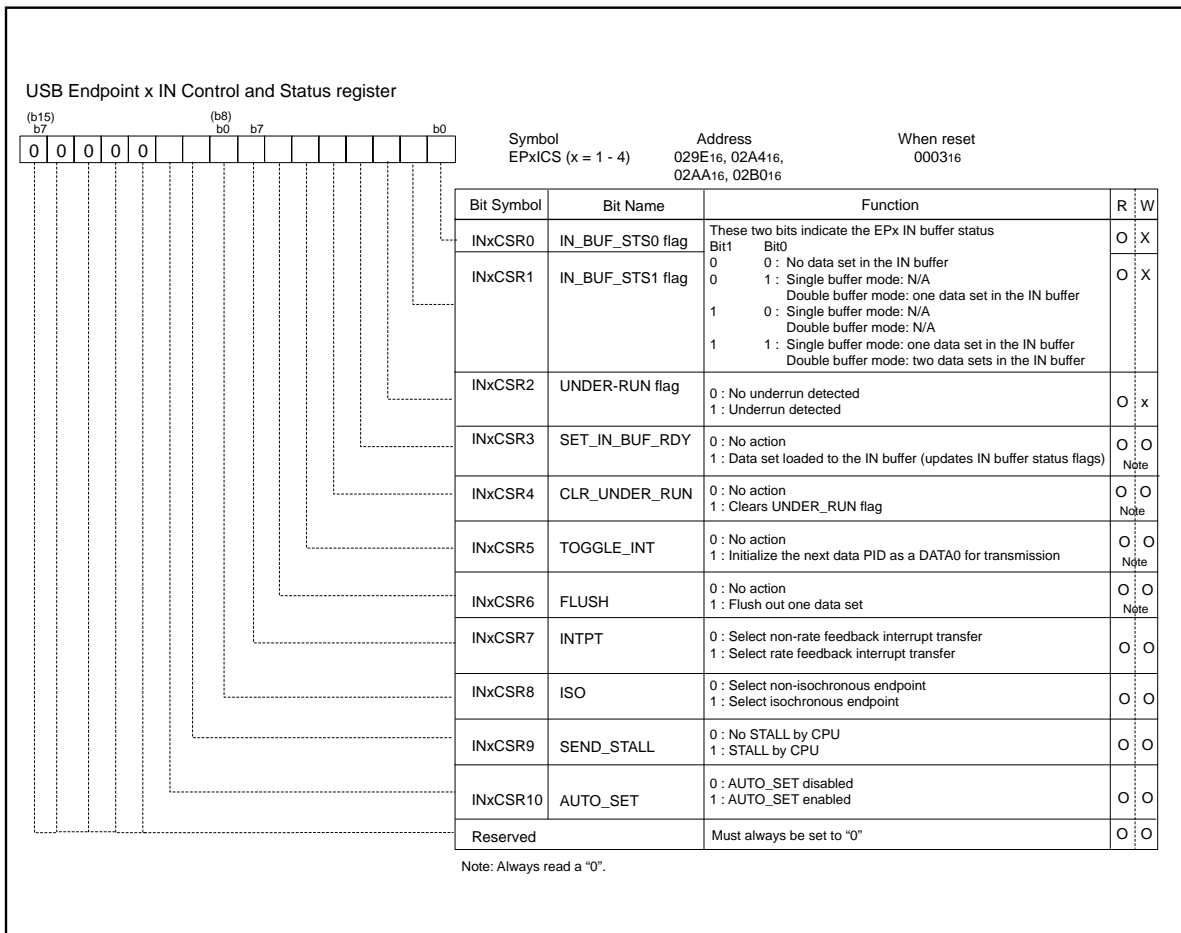 USB Endpoint x IN Control and Status register
(b15) (b8)
b7 b0 b7 b0
0 0 0 0 0
Symbol Address When reset
EPxICS (x = 1 - 4) 029E16, 02A416, 000316
02AA16, 02B016
Bit Symbol Bit Name Function R W
INxCSR0 IN_BUF_STS0 flag These two bits indicate the EPx IN buffer status O X
Bit1 Bit0
0 0 : No data set in the IN buffer
INxCSR1 IN_BUF_STS1 flag 0 1 : Single buffer mode: N/A O X
Double buffer mode: one data set in the IN buffer
1 0 : Single buffer mode: N/A
Double buffer mode: N/A
1 1 : Single buffer mode: one data set in the IN buffer
Double buffer mode: two data sets in the IN buffer
INxCSR2 UNDER-RUN flag 0 : No underrun detected
1 : Underrun detected O x
INxCSR3 SET_IN_BUF_RDY 0 : No action O O
1 : Data set loaded to the IN buffer (updates IN buffer status flags) Note
INxCSR4 CLR_UNDER_RUN 0 : No action O O
1 : Clears UNDER_RUN flag Note
INxCSR5 TOGGLE_INT 0 : No action O O
1 : Initialize the next data PID as a DATA0 for transmission Note
INxCSR6 FLUSH 0 : No action O O
1 : Flush out one data set Note
INxCSR7 INTPT 0 : Select non-rate feedback interrupt transfer
1 : Select rate feedback interrupt transfer O O
INxCSR8 ISO 0 : Select non-isochronous endpoint
1 : Select isochronous endpoint O O
INxCSR9 SEND_STALL 0 : No STALL by CPU
1 : STALL by CPU O O
INxCSR10 AUTO_SET 0 : AUTO_SET disabled
1 : AUTO_SET enabled O O
Reserved Must always be set to “0” O O
Note: Always read a “0”.